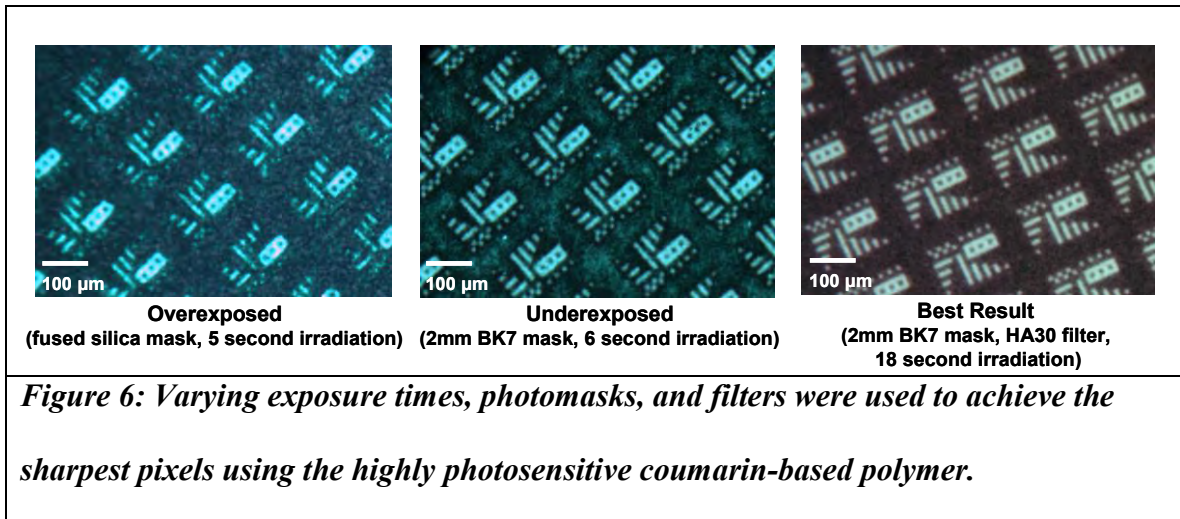 100 µm
100 µm
100 µm
Overexposed
(fused silica mask, 5 second irradiation)
Underexposed
(2mm BK7 mask, 6 second irradiation)
Best Result
(2mm BK7 mask, HA30 filter,
18 second irradiation)
Figure 6: Varying exposure times, photomasks, and filters were used to achieve the
sharpest pixels using the highly photosensitive coumarin-based polymer.